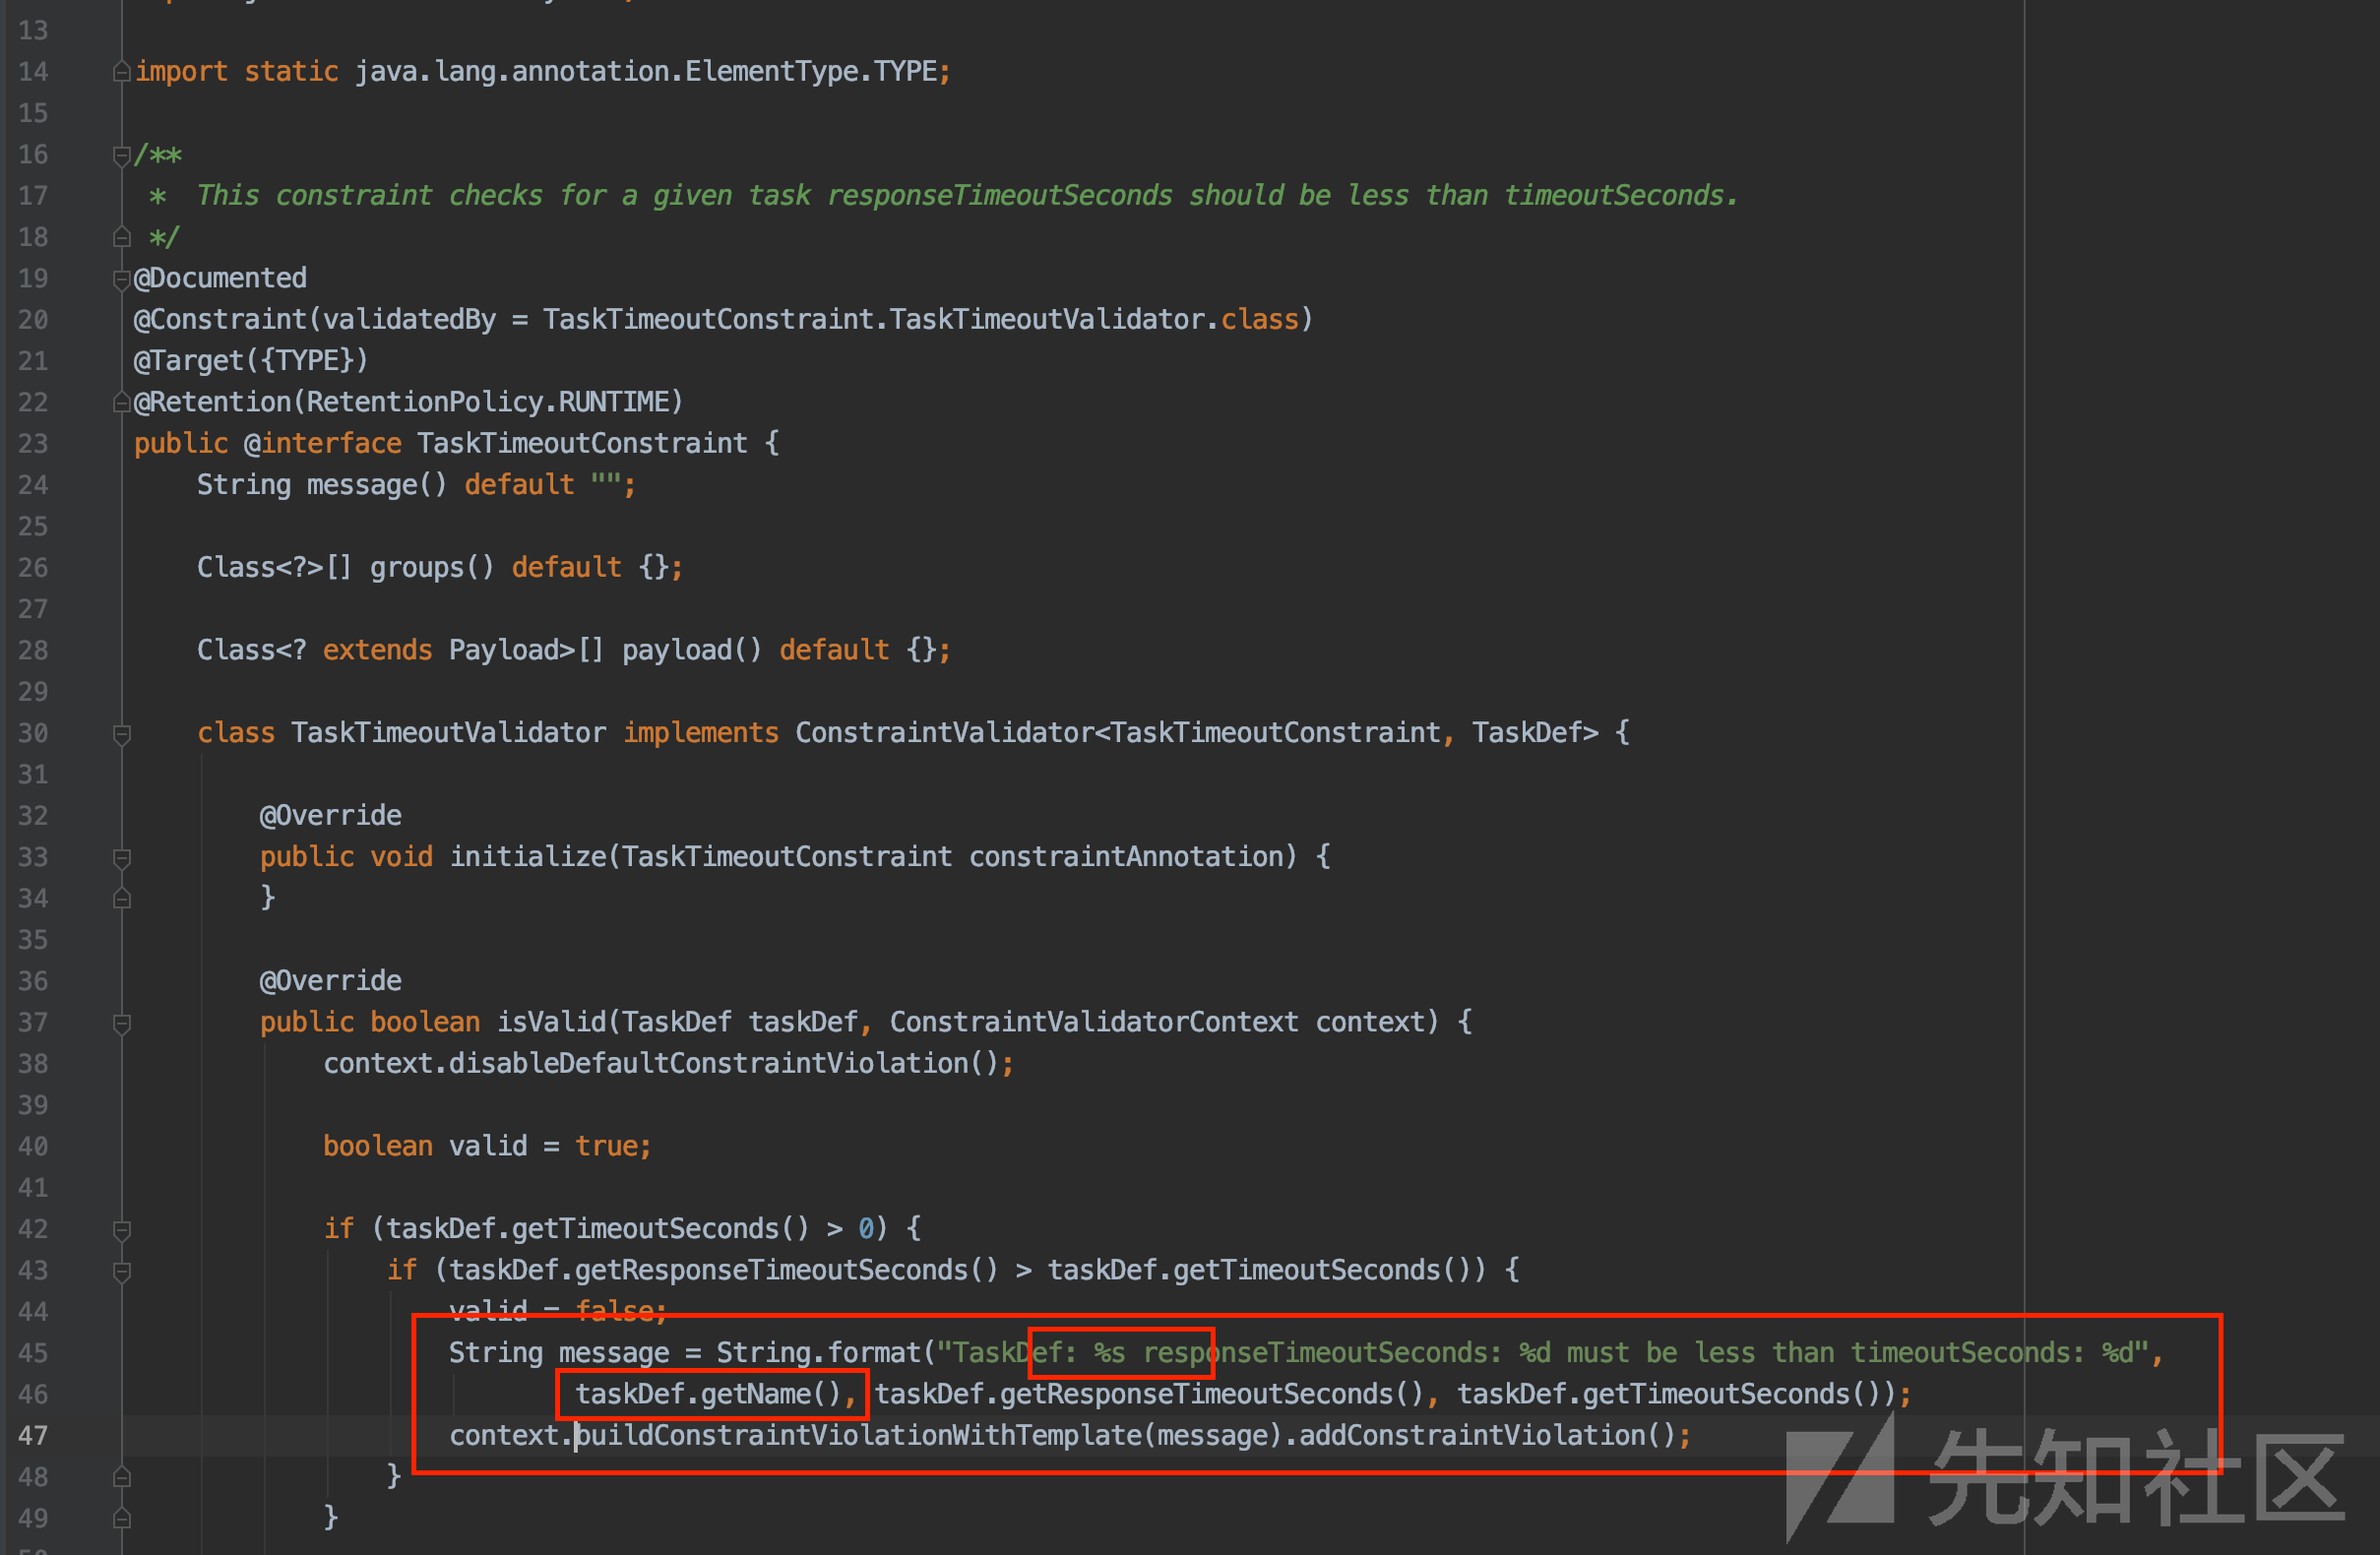 13
14 import static java.lang.annotation.ElementType.TYPE;
15
16 /**
17  *  This constraint checks for a given task responseTimeoutSeconds should be less than timeoutSeconds.
18  */
19 @Documented
20 @Constraint(validatedBy = TaskTimeoutConstraint.TaskTimeoutValidator.class)
21 @Target({TYPE})
22 @Retention(RetentionPolicy.RUNTIME)
23 public @interface TaskTimeoutConstraint {
24     String message() default "";
25
26     Class<?>[] groups() default {};
27
28     Class<? extends Payload>[] payload() default {};
29
30     class TaskTimeoutValidator implements ConstraintValidator<TaskTimeoutConstraint, TaskDef> {
31
32         @Override
33         public void initialize(TaskTimeoutConstraint constraintAnnotation) {
34         }
35
36         @Override
37         public boolean isValid(TaskDef taskDef, ConstraintValidatorContext context) {
38             context.disableDefaultConstraintViolation();
39
40             boolean valid = true;
41
42             if (taskDef.getTimeoutSeconds() > 0) {
43                 if (taskDef.getResponseTimeoutSeconds() > taskDef.getTimeoutSeconds()) {
44                     valid = false;
45                     String message = String.format("TaskDef: %s responseTimeoutSeconds: %d must be less than timeoutSeconds: %d",
46                             taskDef.getName(), taskDef.getResponseTimeoutSeconds(), taskDef.getTimeoutSeconds());
47                     context.buildConstraintViolationWithTemplate(message).addConstraintViolation();
48                 }
49             }
先知社区